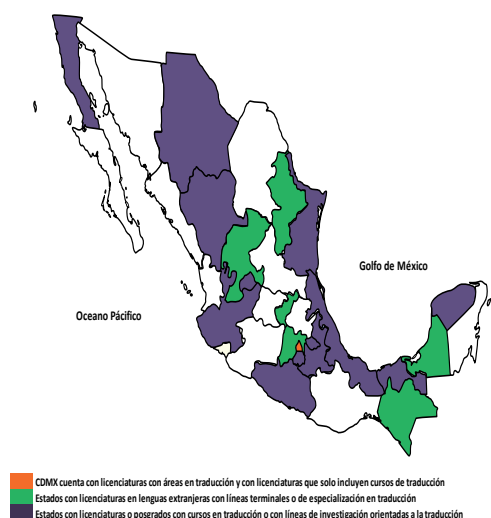 Golfo de México
Oceano Pácifico
CDMX cuenta con licenciaturas con áreas en traducción y con licenciaturas que solo incluyen cursos de traducción
Estados con licenciaturas en lenguas extranjeras con líneas terminales o de especialización en traducción
Estados con licenciaturas o posgrados con cursos en traducción o con líneas de investigación orientadas a la traducción